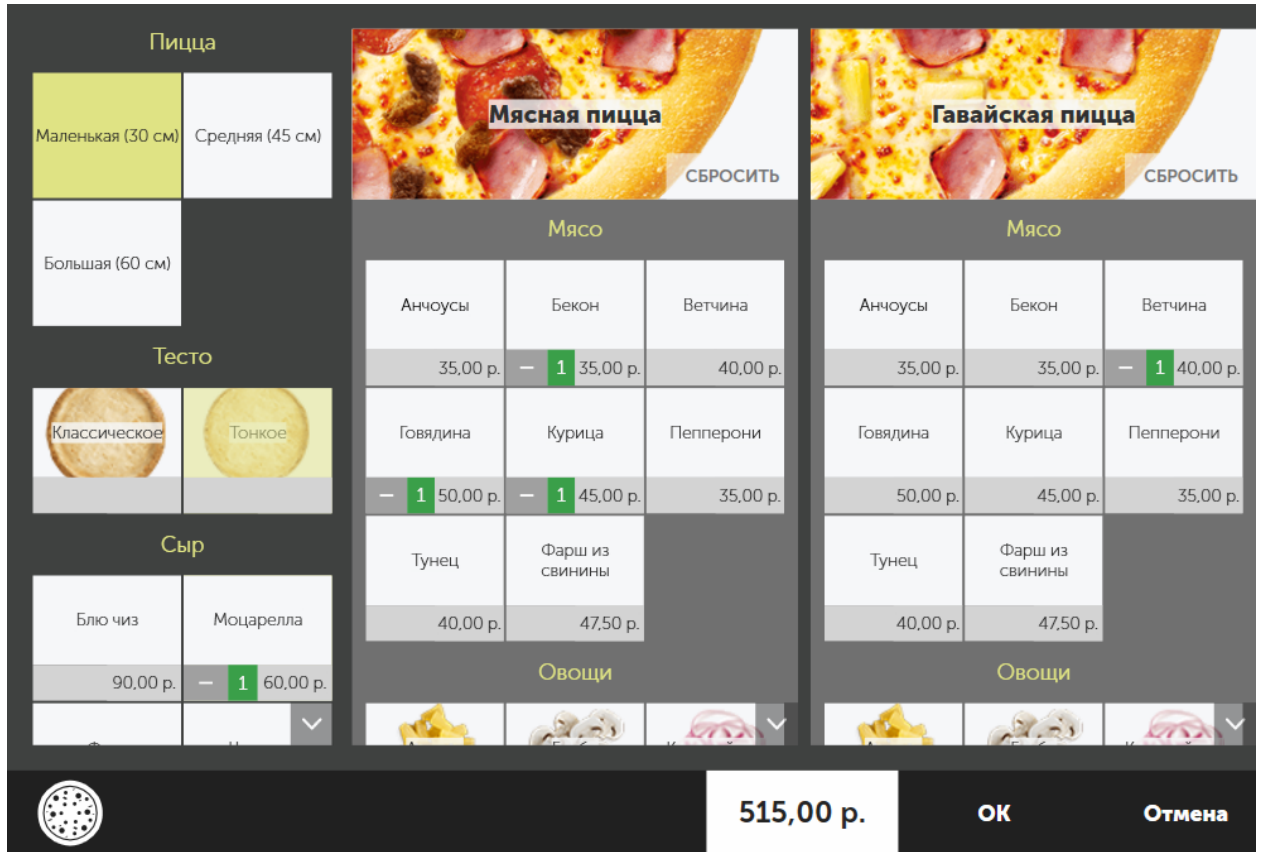 Пицца
Маленькая (30 см)
Средняя (45 см)
Большая (60 см)
Тесто
Классическое
Тонкое
Сыр
Блю чиз
Моцарелла
90,00 р.
– 1 60,00 р.
Мясная пицца
СБРОСИТЬ
Мясо
Анчоусы
Бекон
Ветчина
35,00 р.
– 1 35,00 р.
40,00 р.
Говядина
Курица
Пепперони
– 1 50,00 р.
– 1 45,00 р.
35,00 р.
Тунец
Фарш из
свинины
40,00 р.
47,50 р.
Овощи
Гавайская пицца
СБРОСИТЬ
Мясо
Анчоусы
Бекон
Ветчина
35,00 р.
35,00 р.
– 1 40,00 р.
Говядина
Курица
Пепперони
50,00 р.
45,00 р.
35,00 р.
Тунец
Фарш из
свинины
40,00 р.
47,50 р.
Овощи
515,00 р.
ОК
Отмена